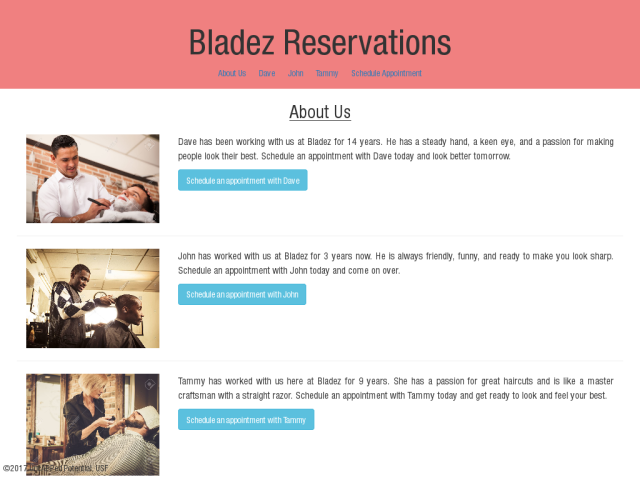 Bladez Reservations
About Us Dave John Tammy Schedule Appointment
About Us
Dave has been working with us at Bladez for 14 years. He has a steady hand, a keen eye, and a passion for making
people look their best. Schedule an appointment with Dave today and look better tomorrow.
Schedule an appointment with Dave
John has worked with us at Bladez for 3 years now. He is always friendly, funny, and ready to make you look sharp.
Schedule an appointment with John today and come on over.
Schedule an appointment with John
Tammy has worked with us here at Bladez for 9 years. She has a passion for great haircuts and is like a master
craftsman with a straight razor. Schedule an appointment with Tammy today and get ready to look and feel your best.
Schedule an appointment with Tammy
©2017 Potential, USF